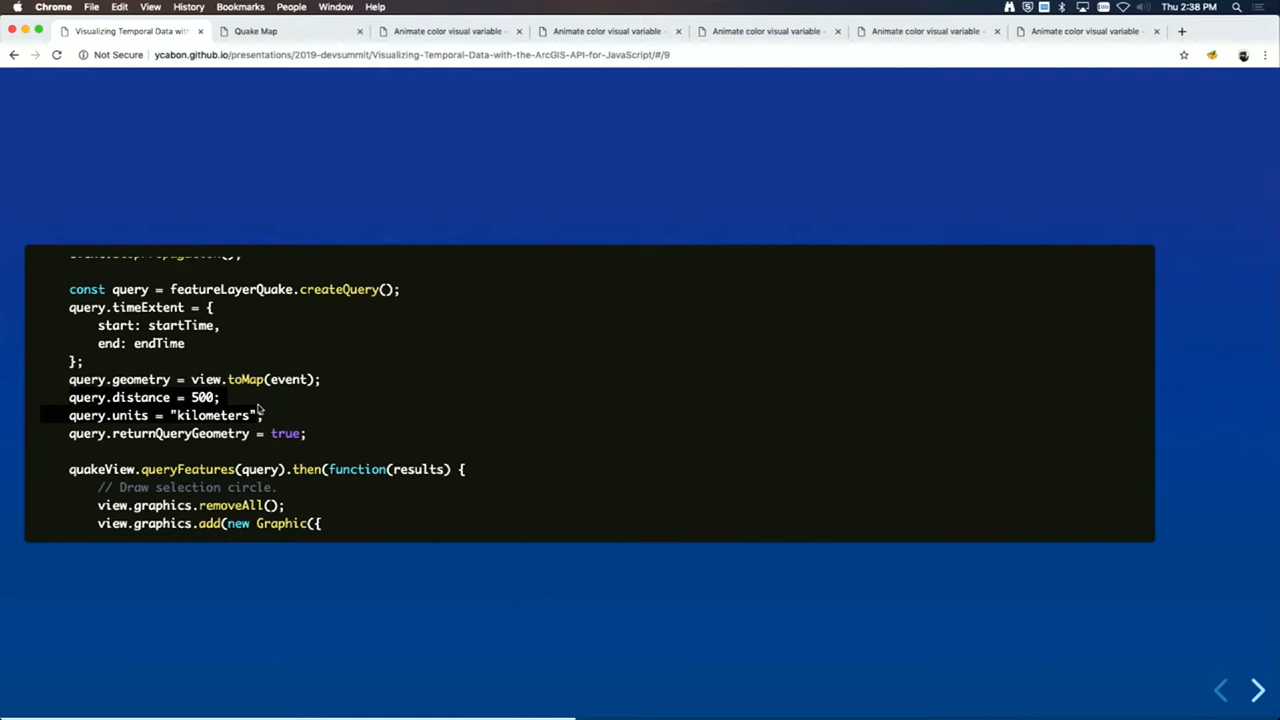 Chrome File Edit View History Bookmarks People Window Help Thu 2:38 PM
Visualizing Temporal Data with Quake Map Animate color visual variable - Animate color visual variable - Animate color visual variable - Animate color visual variable - Animate color visual variable -
Not Secure ycabon.github.io/presentations/2019-devsummit/Visualizing-Temporal-Data-with-the-ArcGIS-API-for-JavaScript/#/9
const query = featureLayerQuake.createQuery();
query.timeExtent = {
start: startTime,
end: endTime
};
query.geometry = view.toMap(event);
query.distance = 500;
query.units = "kilometers";
query.returnQueryGeometry = true;
quakeView.queryFeatures(query).then(function(results) {
// Draw selection circle.
view.graphics.removeAll();
view.graphics.add(new Graphic({